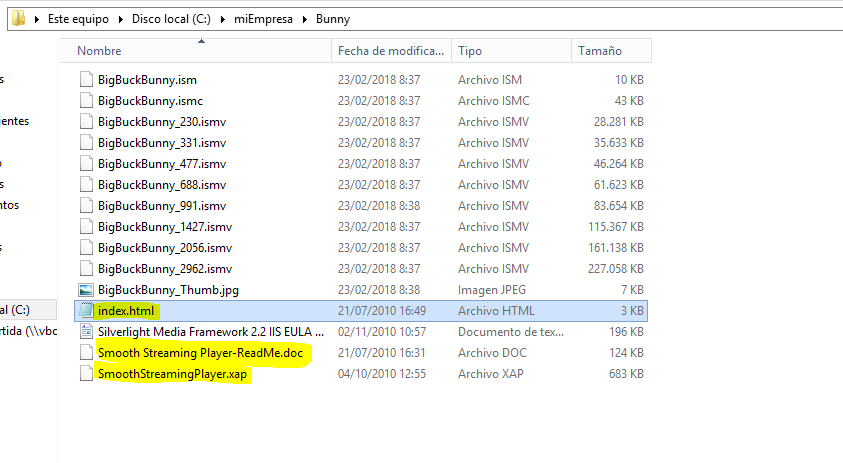 Este equipo Disco local (C:) miEmpresa Bunny
Nombre Fecha de modifica... Tipo Tamaño
s BigBuckBunny.ism 23/02/2018 8:37 Archivo ISM 10 KB
BigBuckBunny.ismc 23/02/2018 8:37 Archivo ISMC 43 KB
ientes BigBuckBunny_230.ismv 23/02/2018 8:37 Archivo ISMV 28.281 KB
BigBuckBunny_331.ismv 23/02/2018 8:37 Archivo ISMV 35.633 KB
o BigBuckBunny_477.ismv 23/02/2018 8:37 Archivo ISMV 46.264 KB
s BigBuckBunny_688.ismv 23/02/2018 8:37 Archivo ISMV 61.623 KB
ntos BigBuckBunny_991.ismv 23/02/2018 8:38 Archivo ISMV 83.654 KB
BigBuckBunny_1427.ismv 23/02/2018 8:37 Archivo ISMV 115.367 KB
s BigBuckBunny_2056.ismv 23/02/2018 8:37 Archivo ISMV 161.138 KB
BigBuckBunny_2962.ismv 23/02/2018 8:37 Archivo ISMV 227.058 KB
BigBuckBunny_Thumb.jpg 23/02/2018 8:38 Imagen JPEG 7 KB
al (C:) index.html 21/07/2010 16:49 Archivo HTML 3 KB
rtida (\\vbc Silverlight Media Framework 2.2 IIS EULA ... 02/11/2010 10:57 Documento de tex... 196 KB
Smooth Streaming Player-ReadMe.doc 21/07/2010 16:31 Archivo DOC 124 KB
SmoothStreamingPlayer.xap 04/10/2010 12:55 Archivo XAP 683 KB